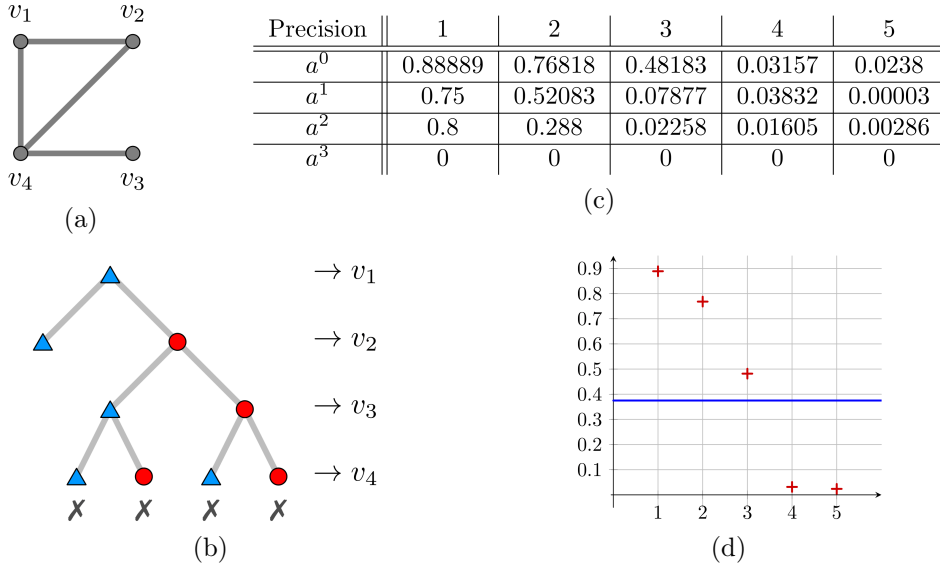 v₁ v₂
v₄ v₃
(a)
Precision 1 2 3 4 5
a⁰ 0.88889 0.76818 0.48183 0.03157 0.0238
a¹ 0.75 0.52083 0.07877 0.03832 0.00003
a² 0.8 0.288 0.02258 0.01605 0.00286
a³ 0 0 0 0 0
(c)
→ v₁
→ v₂
→ v₃
→ v₄
✗ ✗ ✗ ✗
(b)
0.9
0.8
0.7
0.6
0.5
0.4
0.3
0.2
0.1
1 2 3 4 5
(d)